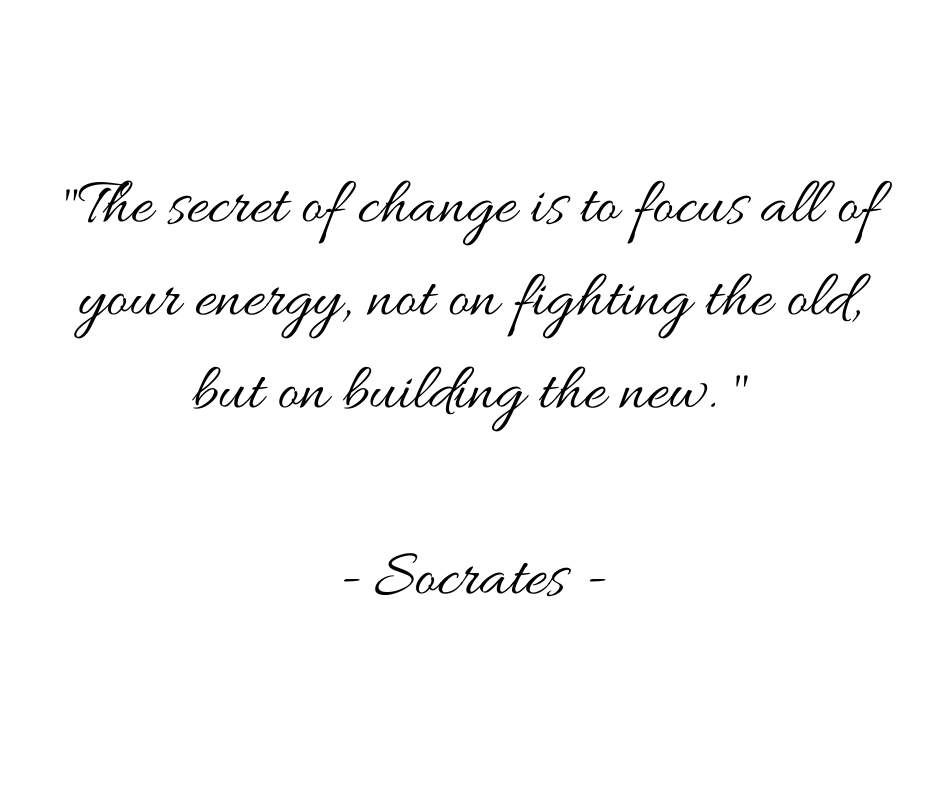 "The secret of change is to focus all of
your energy, not on fighting the old,
but on building the new. "
- Socrates -